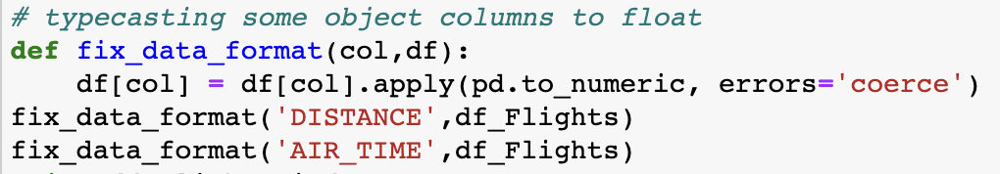 # typecasting some object columns to float
def fix_data_format(col,df):
    df[col] = df[col].apply(pd.to_numeric, errors='coerce')
fix_data_format('DISTANCE',df_Flights)
fix_data_format('AIR_TIME',df_Flights)